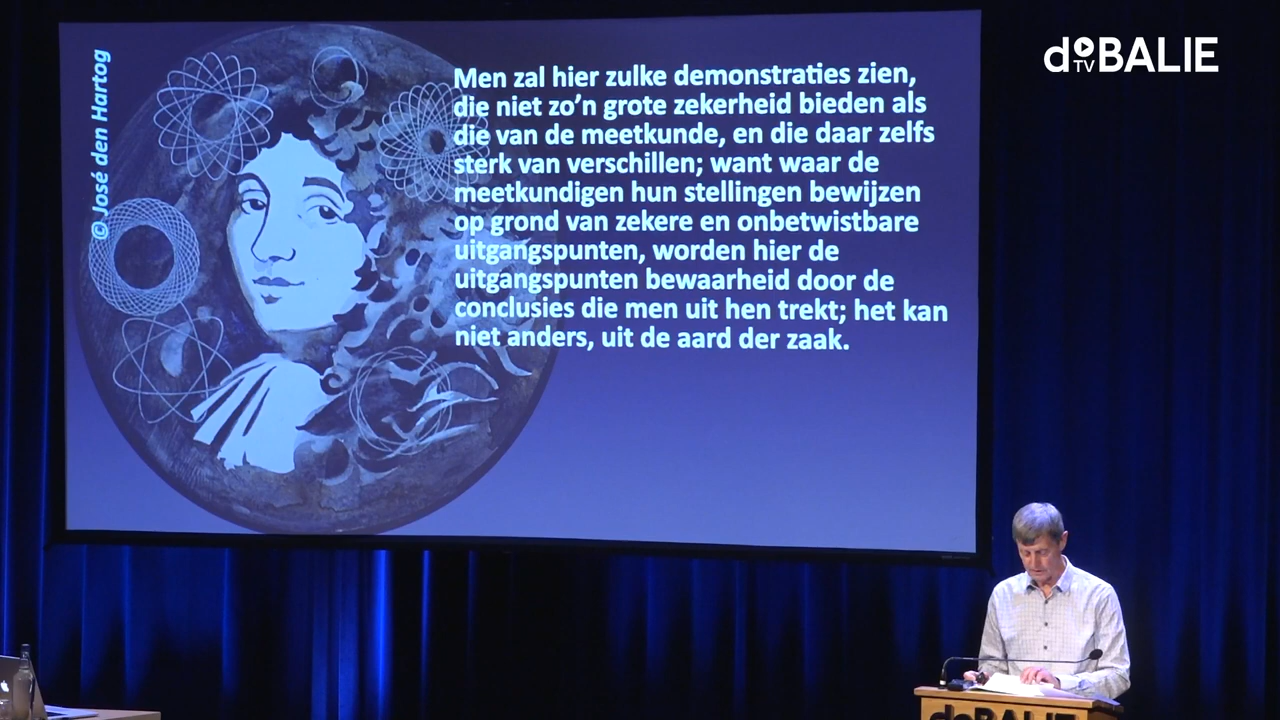 © José den Hartog
Men zal hier zulke demonstraties zien,
die niet zo’n grote zekerheid bieden als
die van de meetkunde, en die daar zelfs
sterk van verschillen; want waar de
meetkundigen hun stellingen bewijzen
op grond van zekere en onbetwistbare
uitgangspunten, worden hier de
uitgangspunten bewaarheid door de
conclusies die men uit hen trekt; het kan
niet anders, uit de aard der zaak.
deBALIE
TV
deBALIE